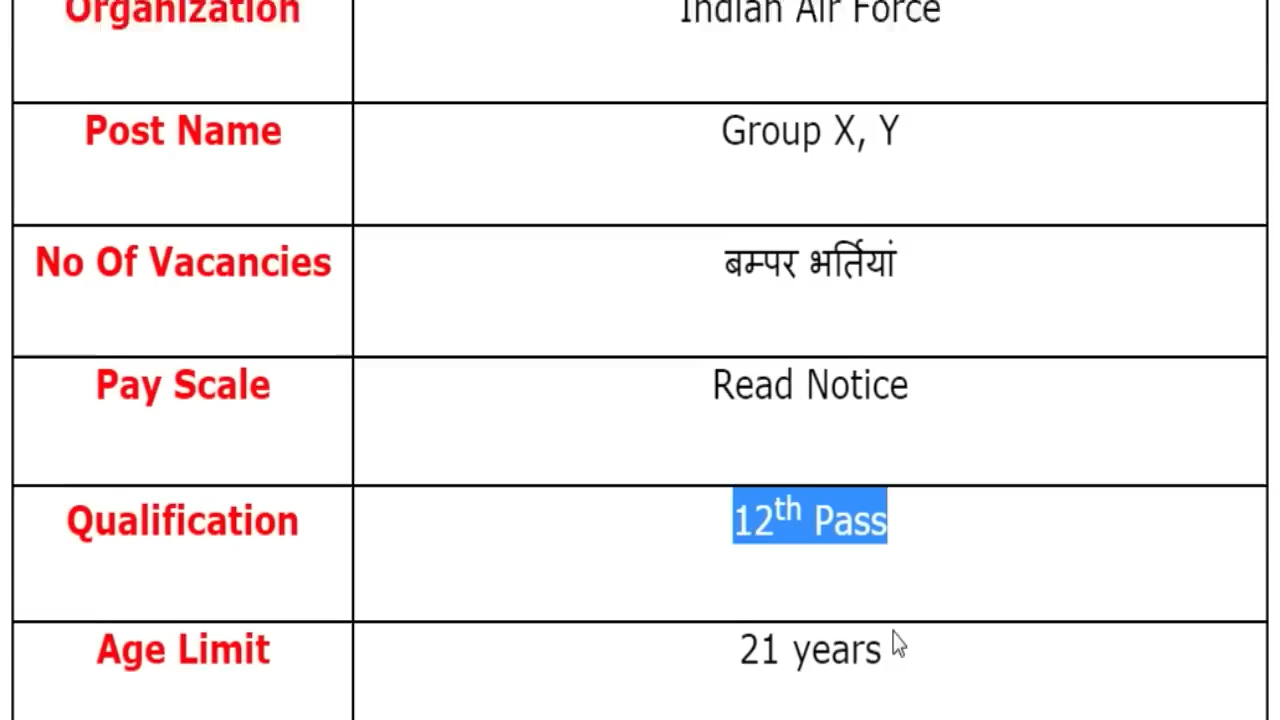 Organization Indian Air Force
Post Name Group X, Y
No Of Vacancies बम्पर भर्तियां
Pay Scale Read Notice
Qualification 12th Pass
Age Limit 21 years